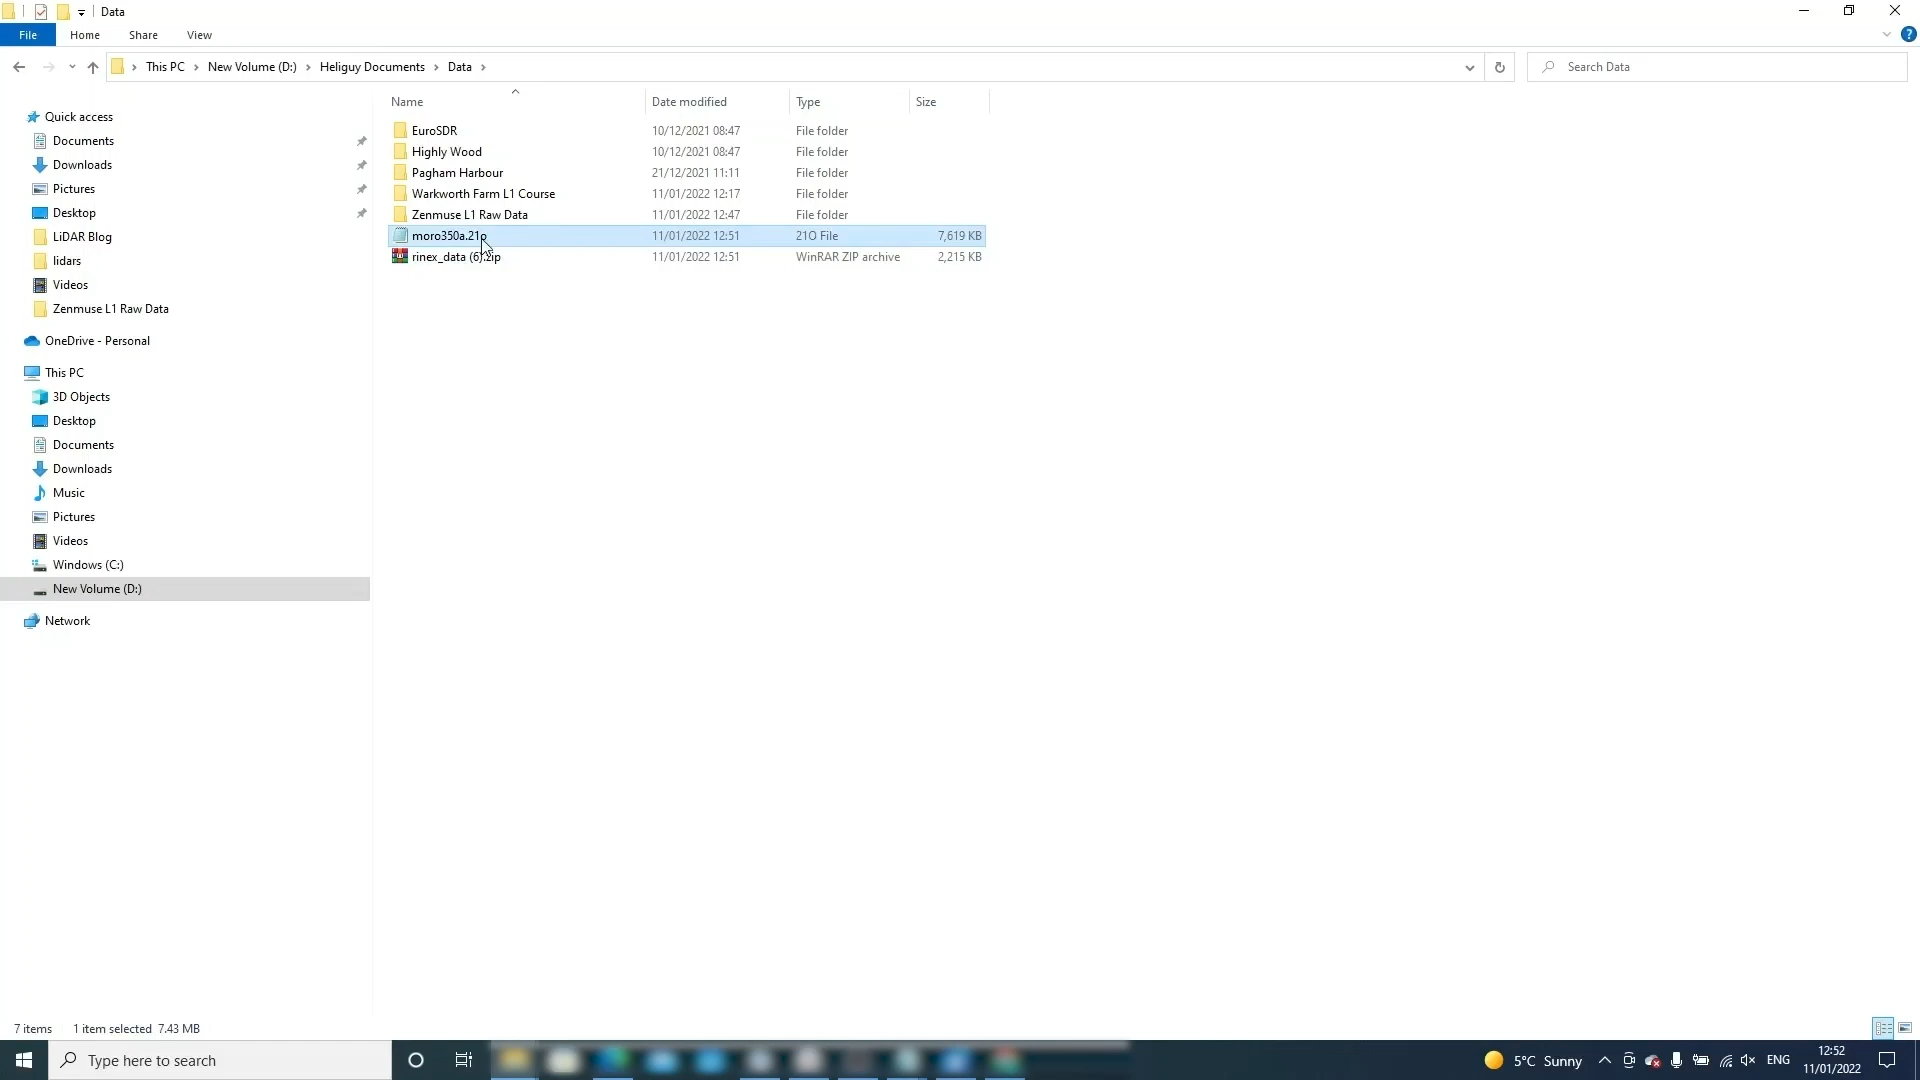 Data
File Home Share View
This PC New Volume (D:) Heliguy Documents Data Search Data
Name Date modified Type Size
Quick access
Documents
Downloads
Pictures
Desktop
LiDAR Blog
lidars
Videos
Zenmuse L1 Raw Data
OneDrive - Personal
This PC
3D Objects
Desktop
Documents
Downloads
Music
Pictures
Videos
Windows (C:)
New Volume (D:)
Network
EuroSDR 10/12/2021 08:47 File folder
Highly Wood 10/12/2021 08:47 File folder
Pagham Harbour 21/12/2021 11:11 File folder
Warkworth Farm L1 Course 11/01/2022 12:17 File folder
Zenmuse L1 Raw Data 11/01/2022 12:47 File folder
moro350a.21o 11/01/2022 12:51 21O File 7,619 KB
rinex_data (6).zip 11/01/2022 12:51 WinRAR ZIP archive 2,215 KB
7 items 1 item selected 7.43 MB
Type here to search
5°C Sunny
ENG
12:52
11/01/2022